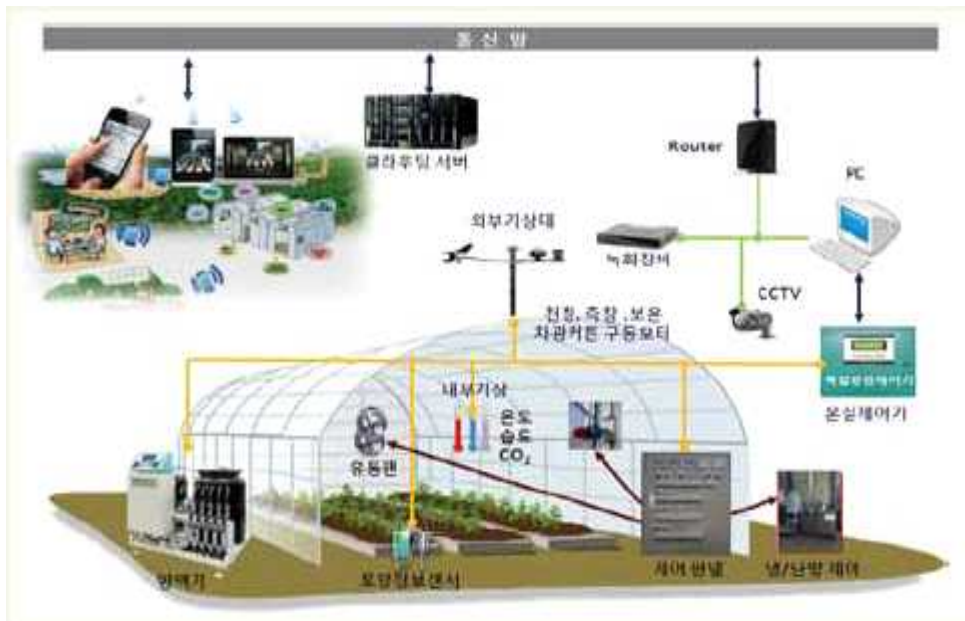 통신망
클라우딩 서버
Router
PC
외부기상대
녹화장비
CCTV
천창, 측창, 보온
차광커튼 구동모터
내부기상
온 도
습 도
CO₂
유동팬
온실제어기
양액기
토양정보센서
제어 판넬
냉/난방 제어